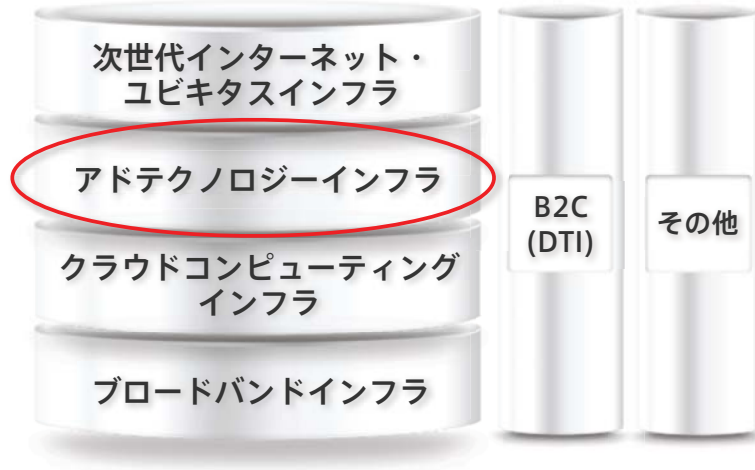 次世代インターネット・
ユビキタスインフラ
アドテクノロジーインフラ
クラウドコンピューティング
インフラ
ブロードバンドインフラ
B2C
(DTI)
その他